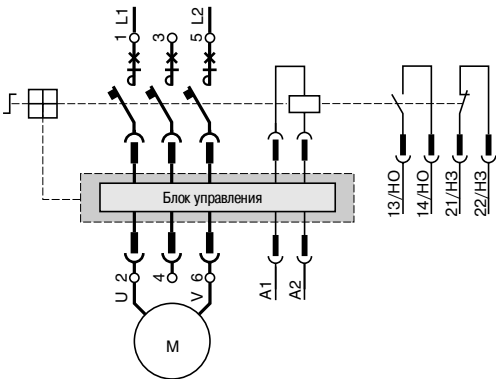 L1 L2
1 3 5
Блок управления
13/НО 14/НО 21/НЗ 22/НЗ
U 2 4 V 6
A1 A2
M